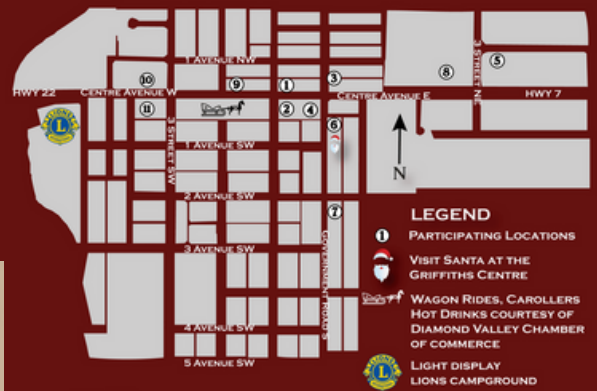 1 AVENUE NW
3 STREET NE
5
10
9
1
3
8
HWY 22
CENTRE AVENUE W
CENTRE AVENUE E
HWY 7
11
2
4
6
L
3 STREET SW
1 AVENUE SW
N
2 AVENUE SW
7
GOVERNMENT ROAD S
3 AVENUE SW
4 AVENUE SW
5 AVENUE SW
LEGEND
1 PARTICIPATING LOCATIONS
VISIT SANTA AT THE
GRIFFITHS CENTRE
WAGON RIDES, CAROLLERS
HOT DRINKS COURTESY OF
DIAMOND VALLEY CHAMBER
OF COMMERCE
L
LIGHT DISPLAY
LIONS CAMPGROUND